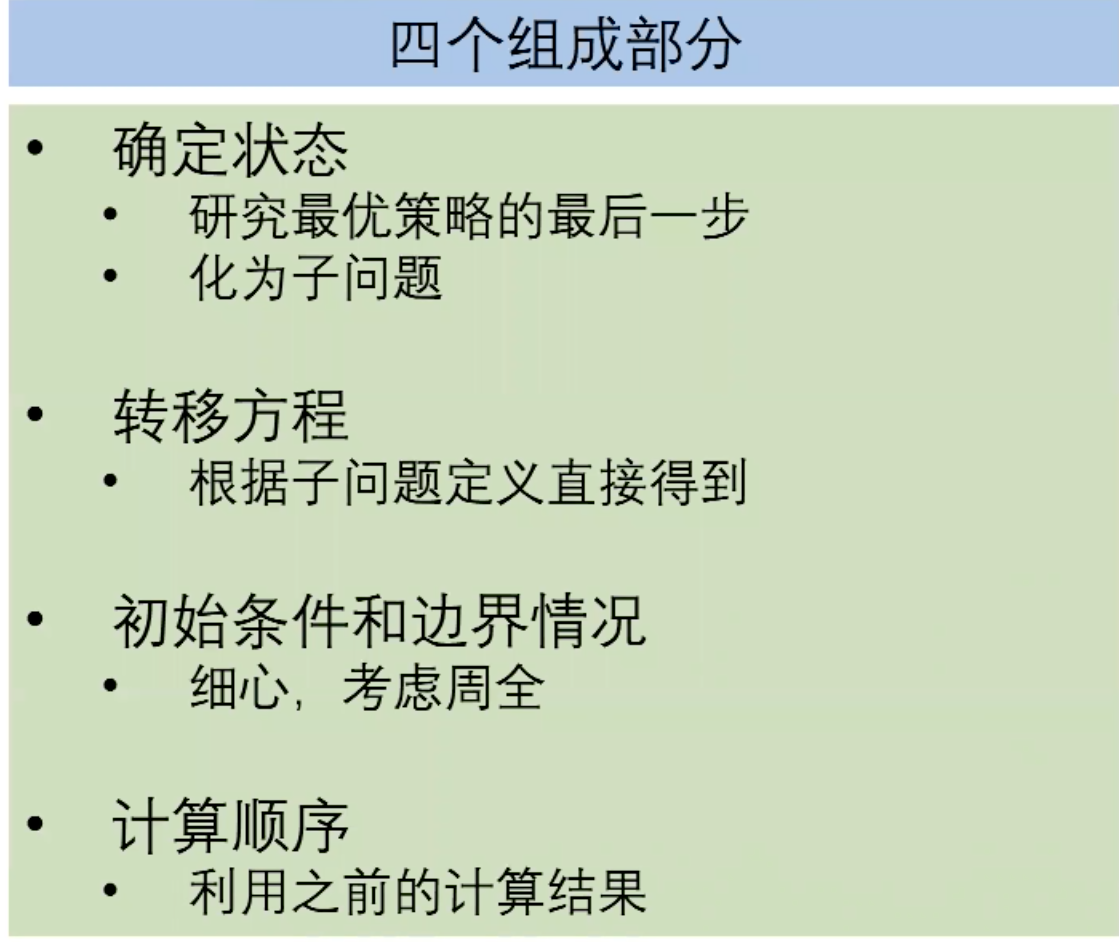 四个组成部分
• 确定状态
• 研究最优策略的最后一步
• 化为子问题
• 转移方程
• 根据子问题定义直接得到
• 初始条件和边界情况
• 细心，考虑周全
• 计算顺序
• 利用之前的计算结果